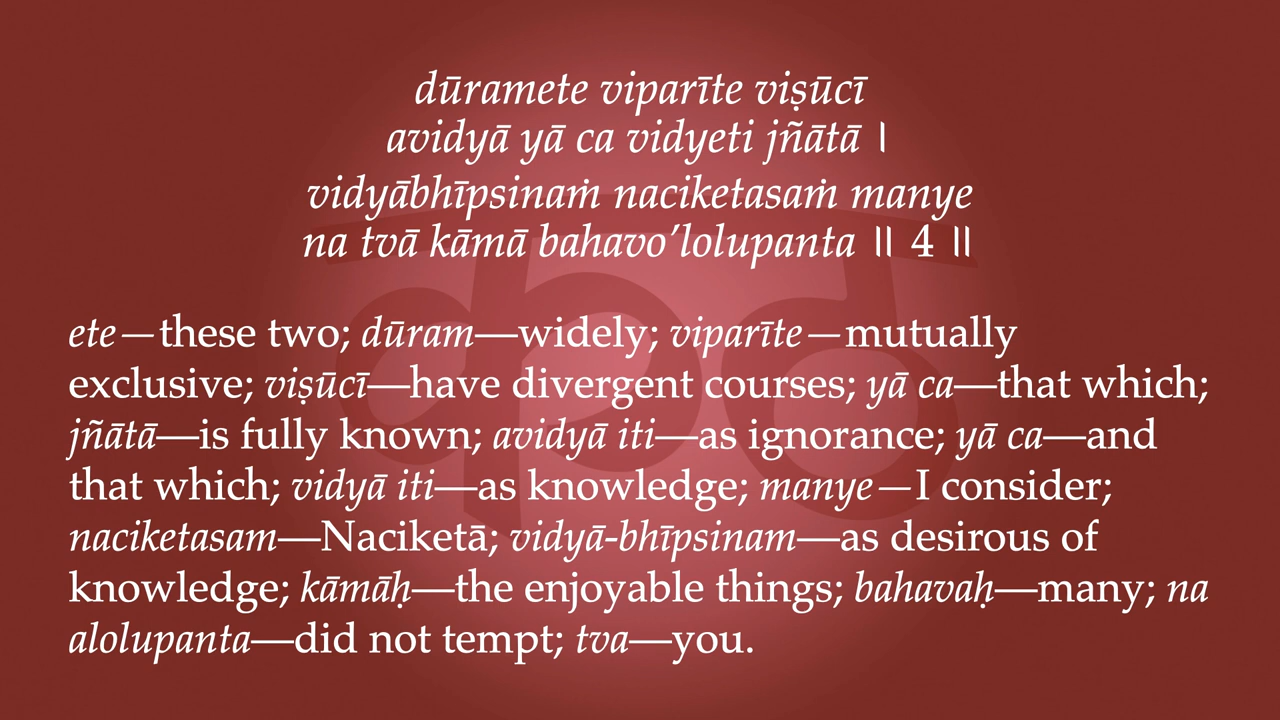 dūramete viparīte viṣūcī
avidyā yā ca vidyeti jñātā ।
vidyābhīpsinaṁ naciketasaṁ manye
na tvā kāmā bahavo’lolupanta ॥ 4 ॥
ete—these two; dūram—widely; viparīte—mutually
exclusive; viṣūcī—have divergent courses; yā ca—that which;
jñātā—is fully known; avidyā iti—as ignorance; yā ca—and
that which; vidyā iti—as knowledge; manye—I consider;
naciketasam—Naciketā; vidyā-bhīpsinam—as desirous of
knowledge; kāmāḥ—the enjoyable things; bahavaḥ—many; na
alolupanta—did not tempt; tva—you.